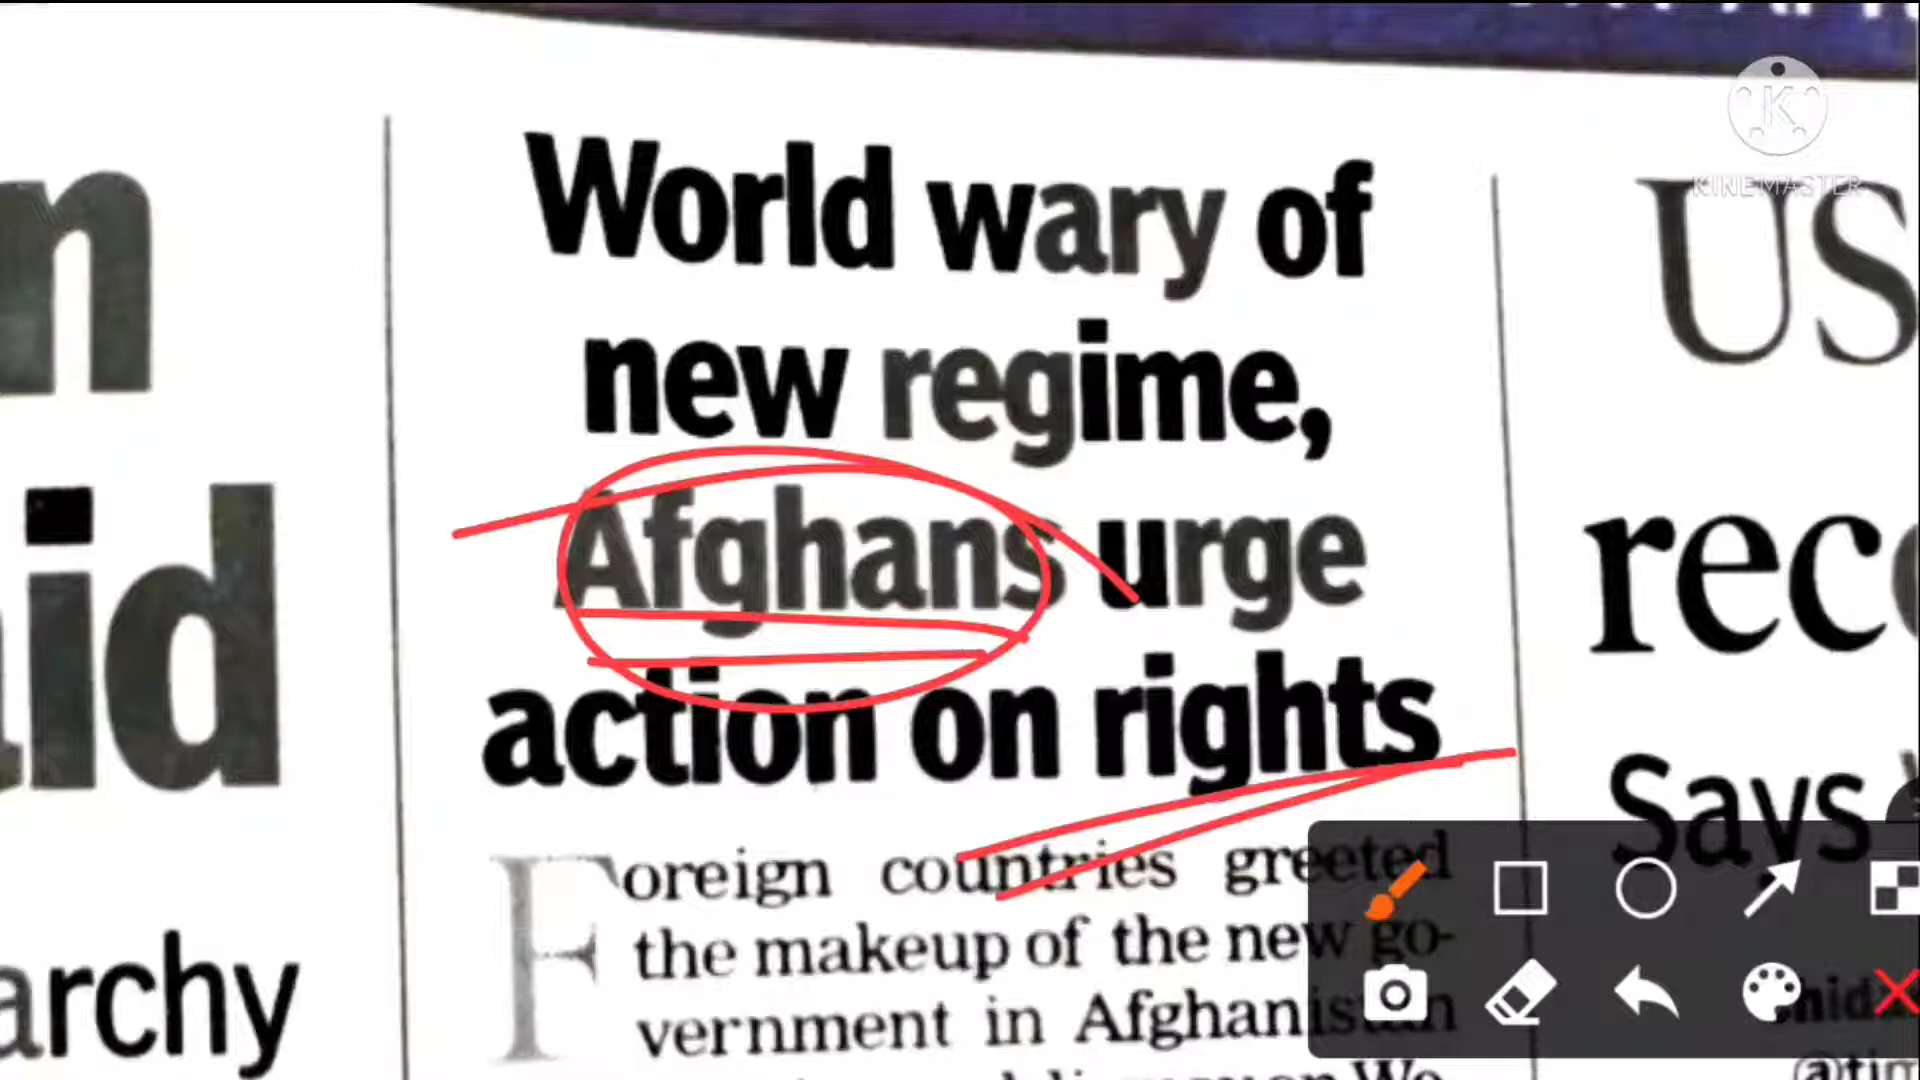 World wary of
new regime,
Afghans urge
action on rights
Foreign countries greeted
the makeup of the new go-
vernment in Afghanistan
id
archy
US
Says
KINEMASTER